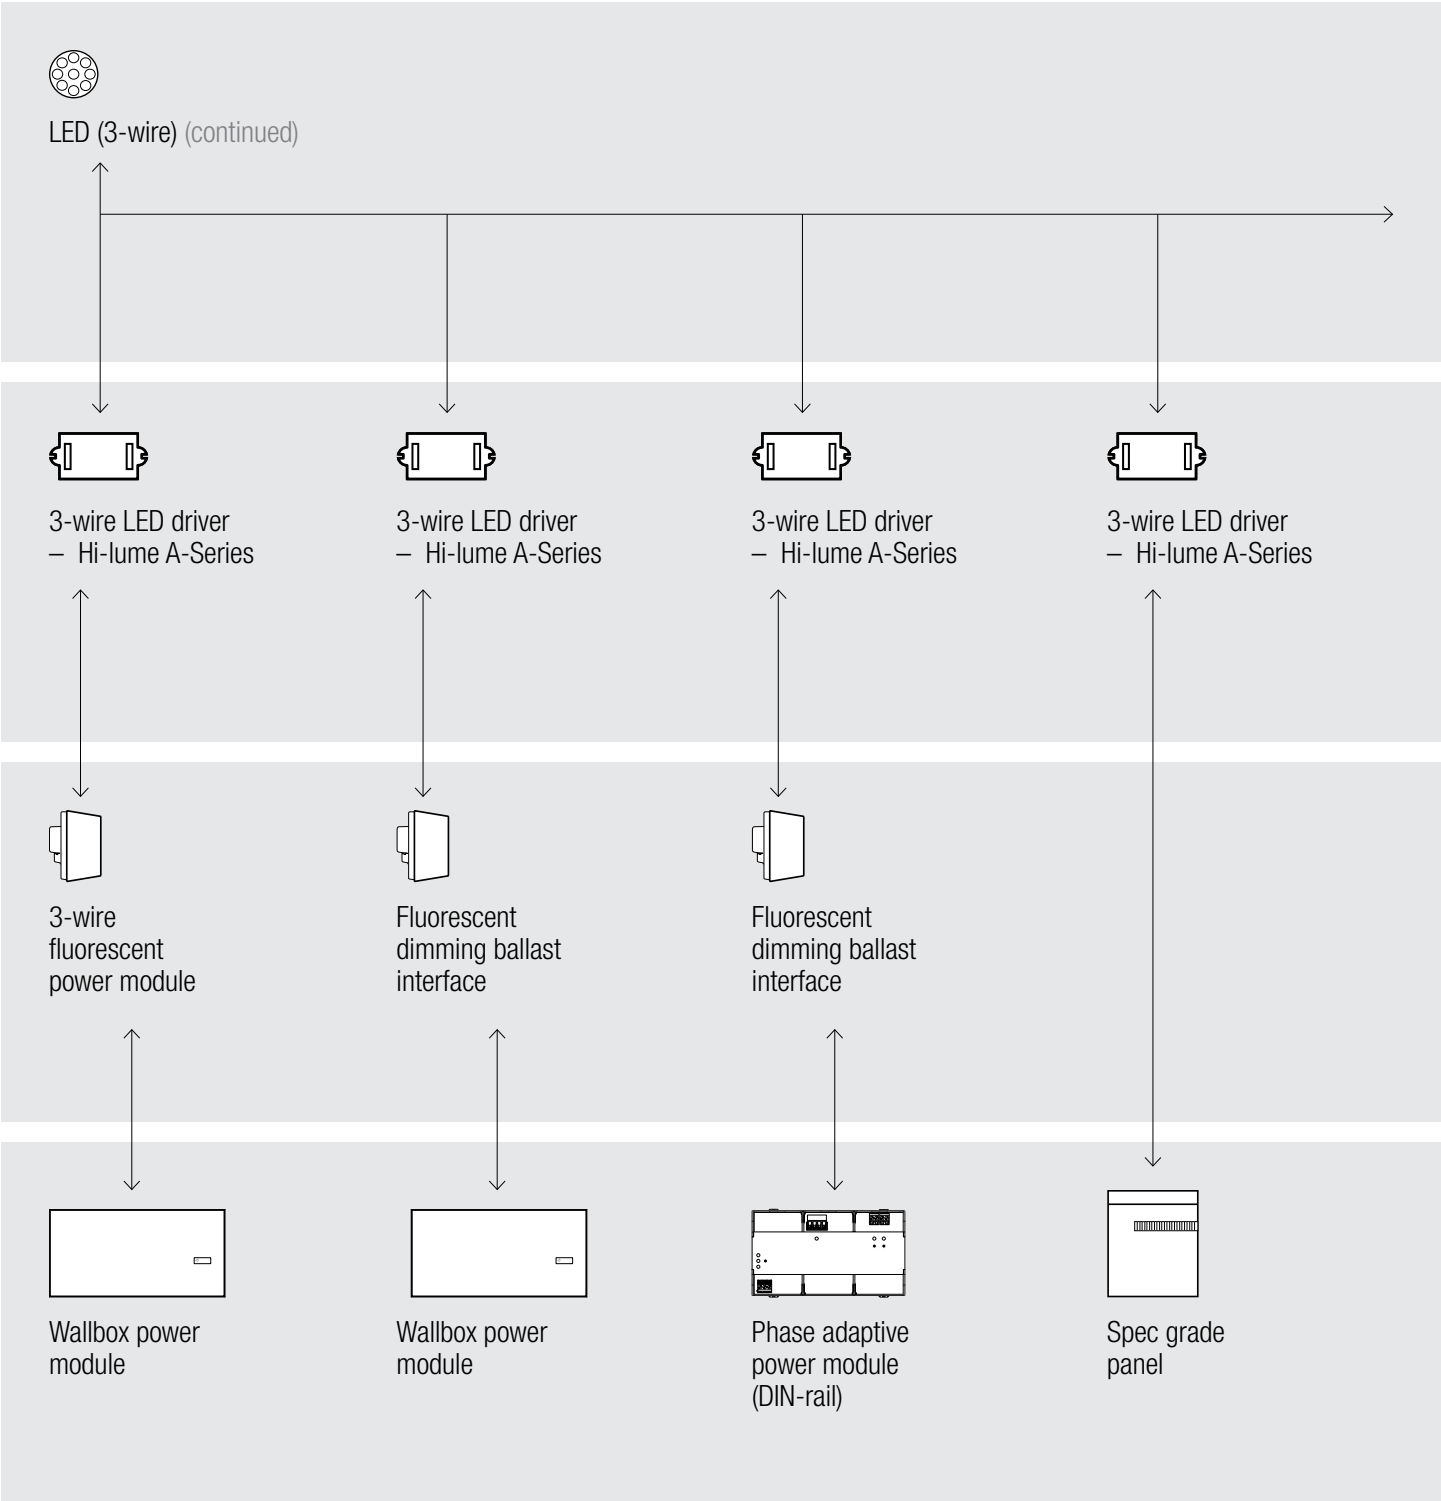 LED (3-wire) (continued)
3-wire LED driver
– Hi-lume A-Series
3-wire LED driver
– Hi-lume A-Series
3-wire LED driver
– Hi-lume A-Series
3-wire LED driver
– Hi-lume A-Series
3-wire
fluorescent
power module
Fluorescent
dimming ballast
interface
Fluorescent
dimming ballast
interface
Wallbox power
module
Wallbox power
module
Phase adaptive
power module
(DIN-rail)
Spec grade
panel